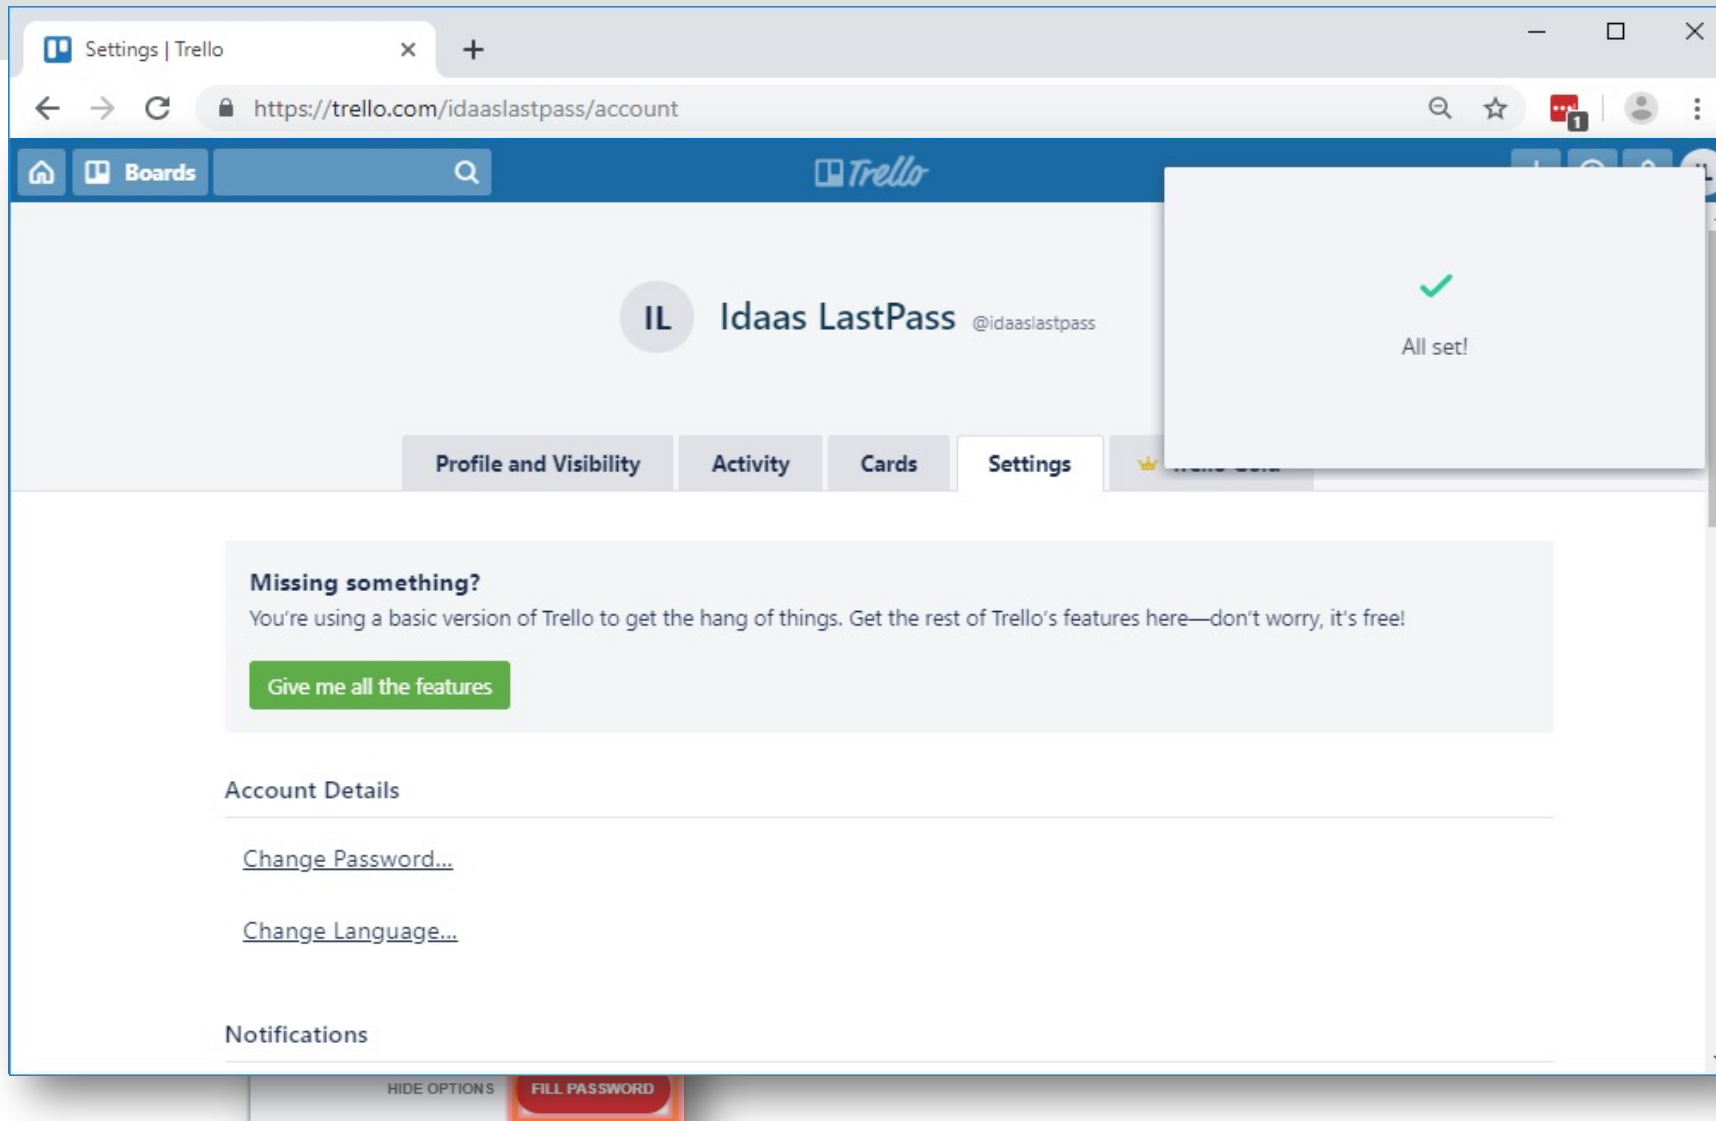 Settings | Trello
https://trello.com/idaaslastpass/account
1
Boards
Trello
IL
Idaas LastPass @idaaslastpass
All set!
Profile and Visibility
Activity
Cards
Settings
Missing something?
You're using a basic version of Trello to get the hang of things. Get the rest of Trello's features here—don't worry, it's free!
Give me all the features
Account Details
Change Password...
Change Language...
Notifications
HIDE OPTIONS
FILL PASSWORD